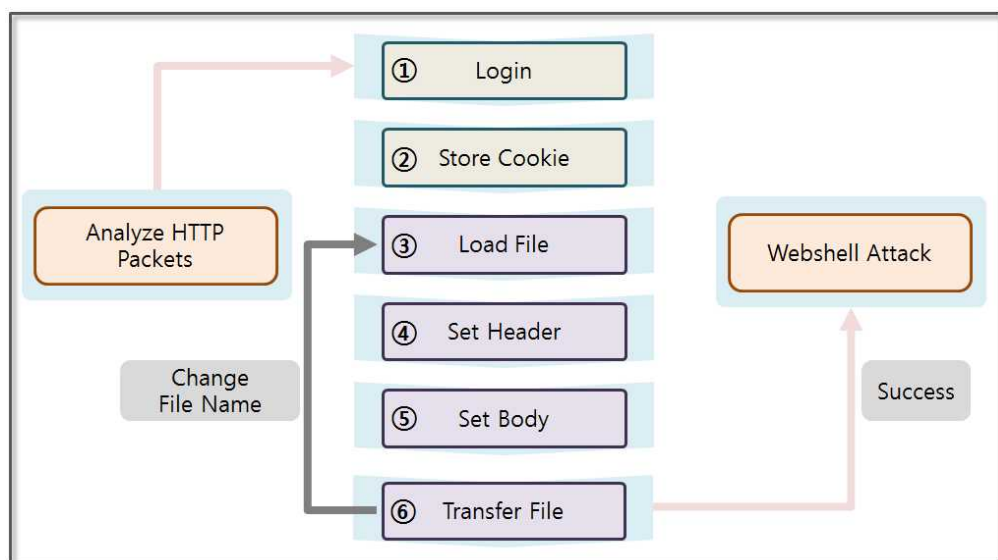 Analyze HTTP
Packets
① Login
② Store Cookie
③ Load File
④ Set Header
⑤ Set Body
⑥ Transfer File
Change
File Name
Success
Webshell Attack